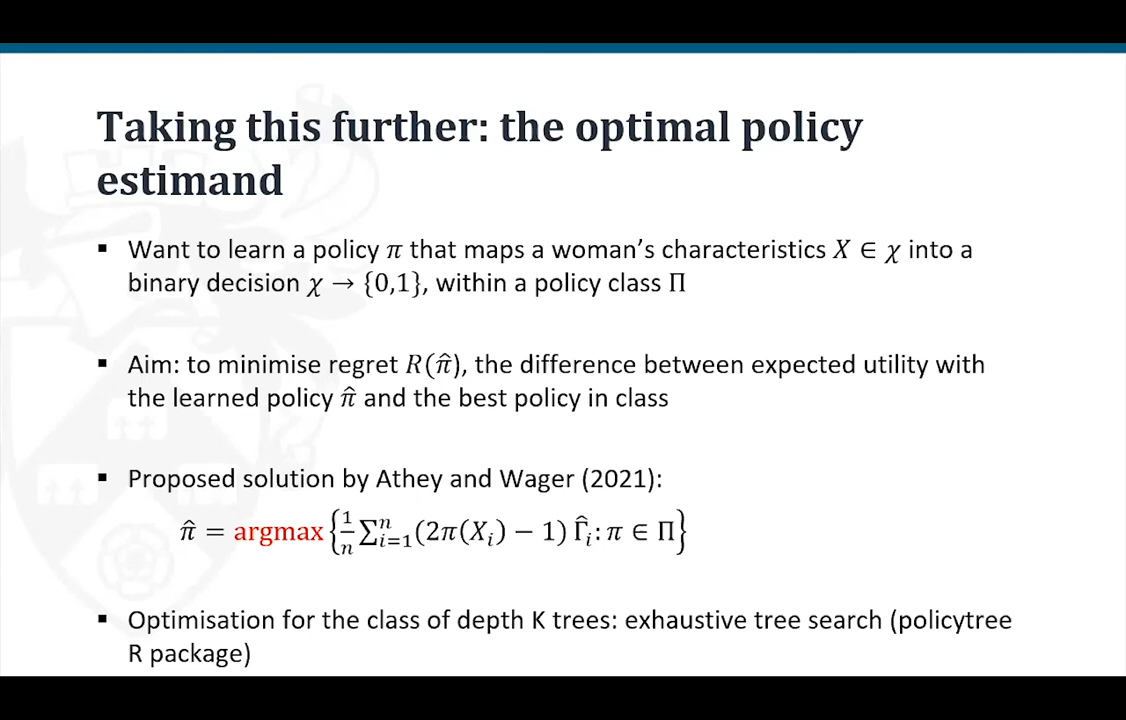 Taking this further: the optimal policy
estimand
▪ Want to learn a policy π that maps a woman’s characteristics X ∈ χ into a
binary decision χ → {0,1}, within a policy class Π
▪ Aim: to minimise regret R(π̂), the difference between expected utility with
the learned policy π̂ and the best policy in class
▪ Proposed solution by Athey and Wager (2021):
π̂ = argmax{1/n ∑ⁿᵢ₌₁(2π(Xᵢ) − 1) Γ̂ᵢ: π ∈ Π}
▪ Optimisation for the class of depth K trees: exhaustive tree search (policytree
R package)